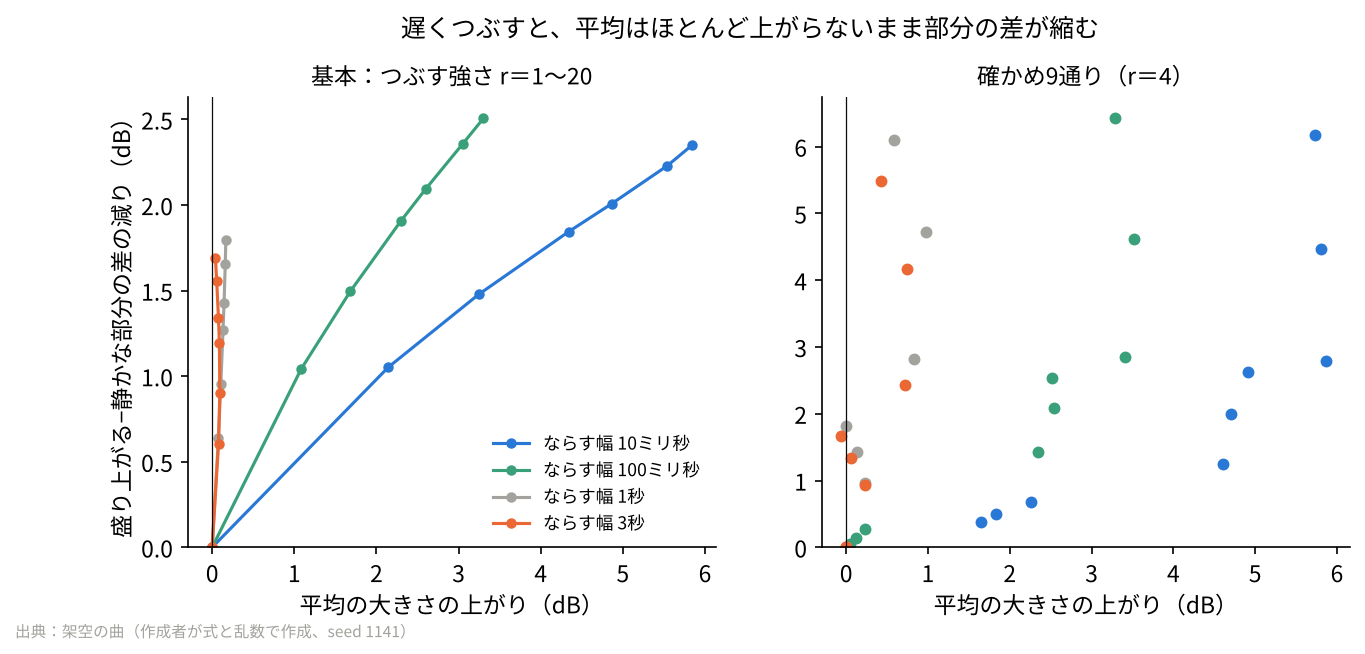 遅くつぶすと、平均はほとんど上がらないまま部分の差が縮む
基本：つぶす強さ r＝1〜20
盛り上がる−静かな部分の差の減り（dB）
2.5
2.0
1.5
1.0
0.5
0.0
0 1 2 3 4 5 6
平均の大きさの上がり（dB）
ならす幅 10ミリ秒
ならす幅 100ミリ秒
ならす幅 1秒
ならす幅 3秒
確かめ9通り（r＝4）
6
5
4
3
2
1
0
0 1 2 3 4 5 6
平均の大きさの上がり（dB）
出典：架空の曲（作成者が式と乱数で作成、seed 1141）